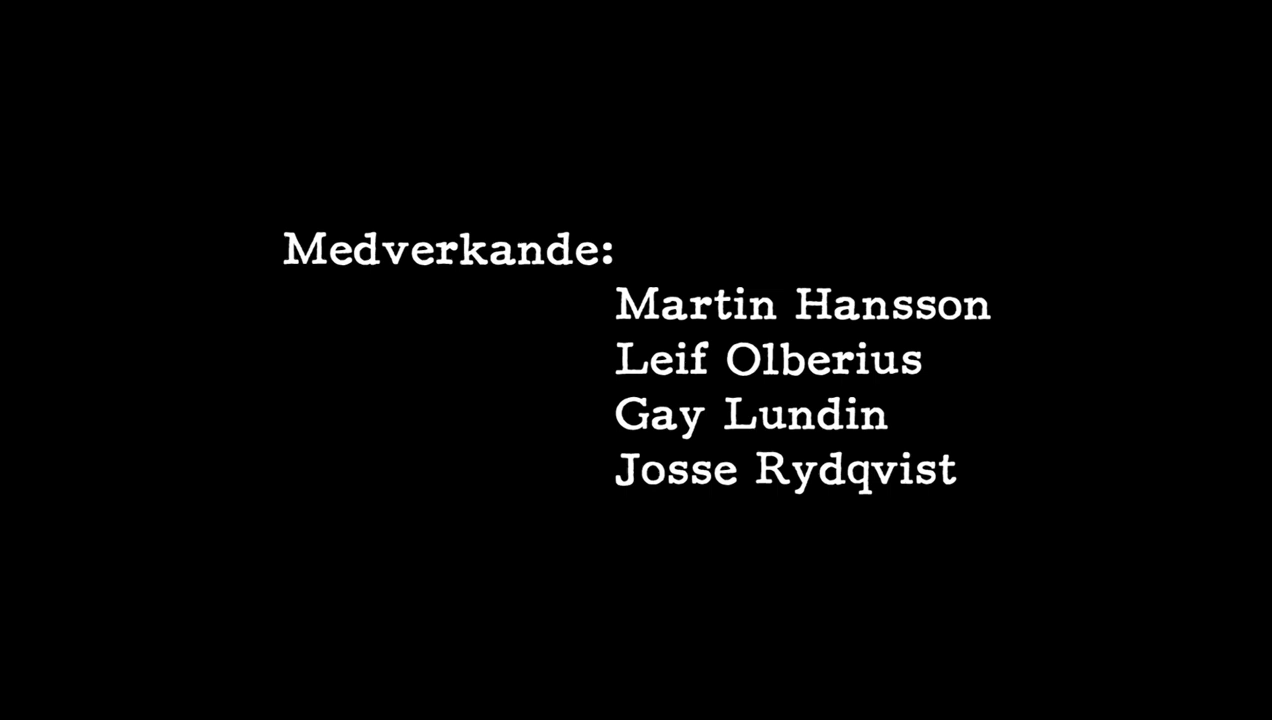 Medverkande:
Martin Hansson
Leif Olberius
Gay Lundin
Josse Rydqvist